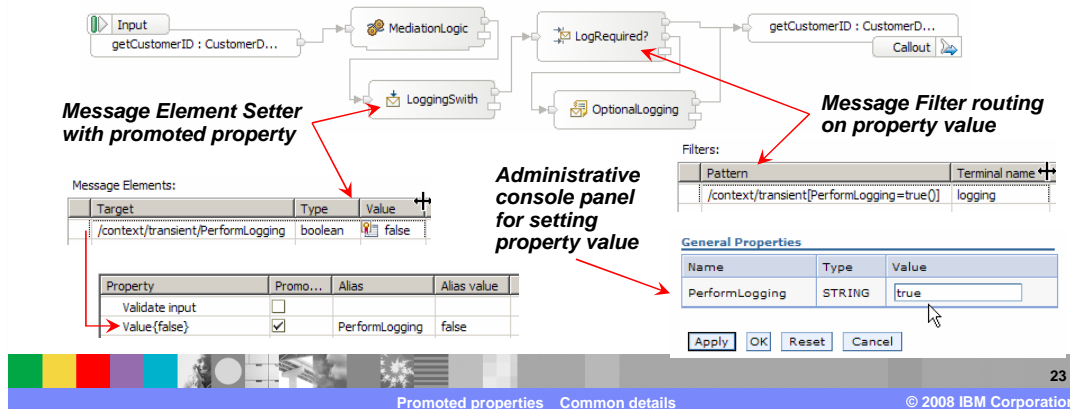 Input
getCustomerID : CustomerD...
MediationLogic
LogRequired?
getCustomerID : CustomerD...
Callout
LoggingSwith
OptionalLogging
Message Element Setter
with promoted property
Message Filter routing
on property value
Administrative
console panel
for setting
property value
Message Elements:
Target Type Value
/context/transient/PerformLogging boolean false
Property Promo... Alias Alias value
Validate input
Value{false} PerformLogging false
Filters:
Pattern Terminal name
/context/transient[PerformLogging=true()] logging
General Properties
Name Type Value
PerformLogging STRING true
Apply OK Reset Cancel
23
Promoted properties Common details
© 2008 IBM Corporation